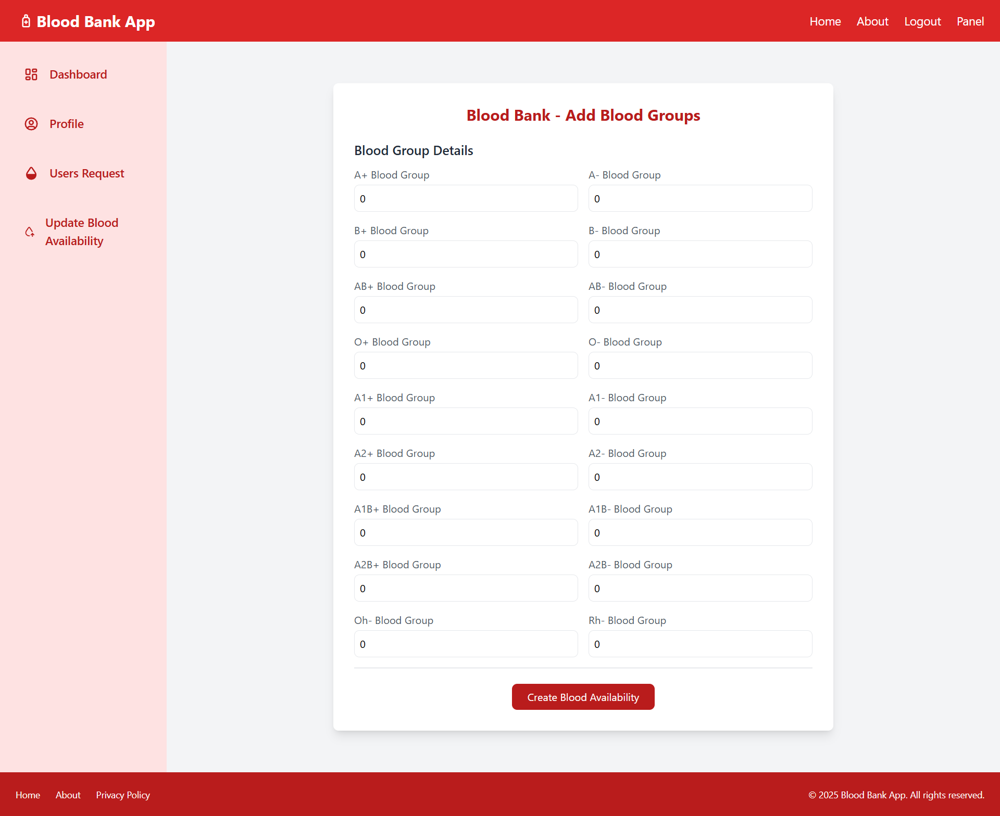 Blood Bank App
Home About Logout Panel
Dashboard
Profile
Users Request
Update Blood
Availability
Blood Bank - Add Blood Groups
Blood Group Details
A+ Blood Group A- Blood Group
0 0
B+ Blood Group B- Blood Group
0 0
AB+ Blood Group AB- Blood Group
0 0
O+ Blood Group O- Blood Group
0 0
A1+ Blood Group A1- Blood Group
0 0
A2+ Blood Group A2- Blood Group
0 0
A1B+ Blood Group A1B- Blood Group
0 0
A2B+ Blood Group A2B- Blood Group
0 0
Oh- Blood Group Rh- Blood Group
0 0
Create Blood Availability
Home About Privacy Policy
© 2025 Blood Bank App. All rights reserved.